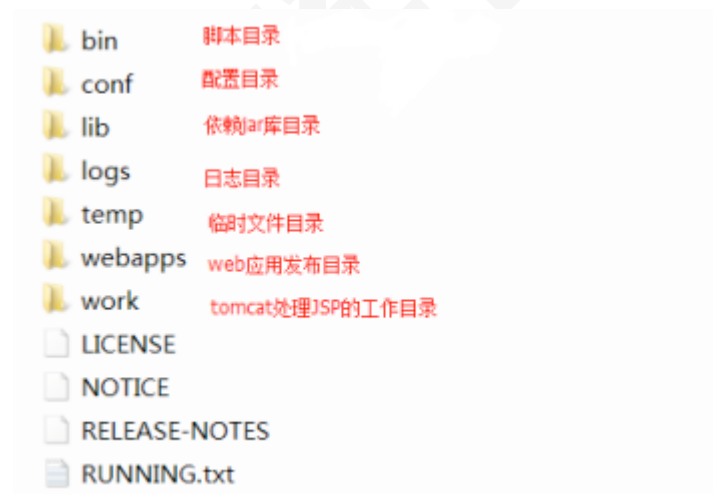 bin 脚本目录
conf 配置目录
lib 依赖jar库目录
logs 日志目录
temp 临时文件目录
webapps web应用发布目录
work tomcat处理JSP的工作目录
LICENSE
NOTICE
RELEASE-NOTES
RUNNING.txt